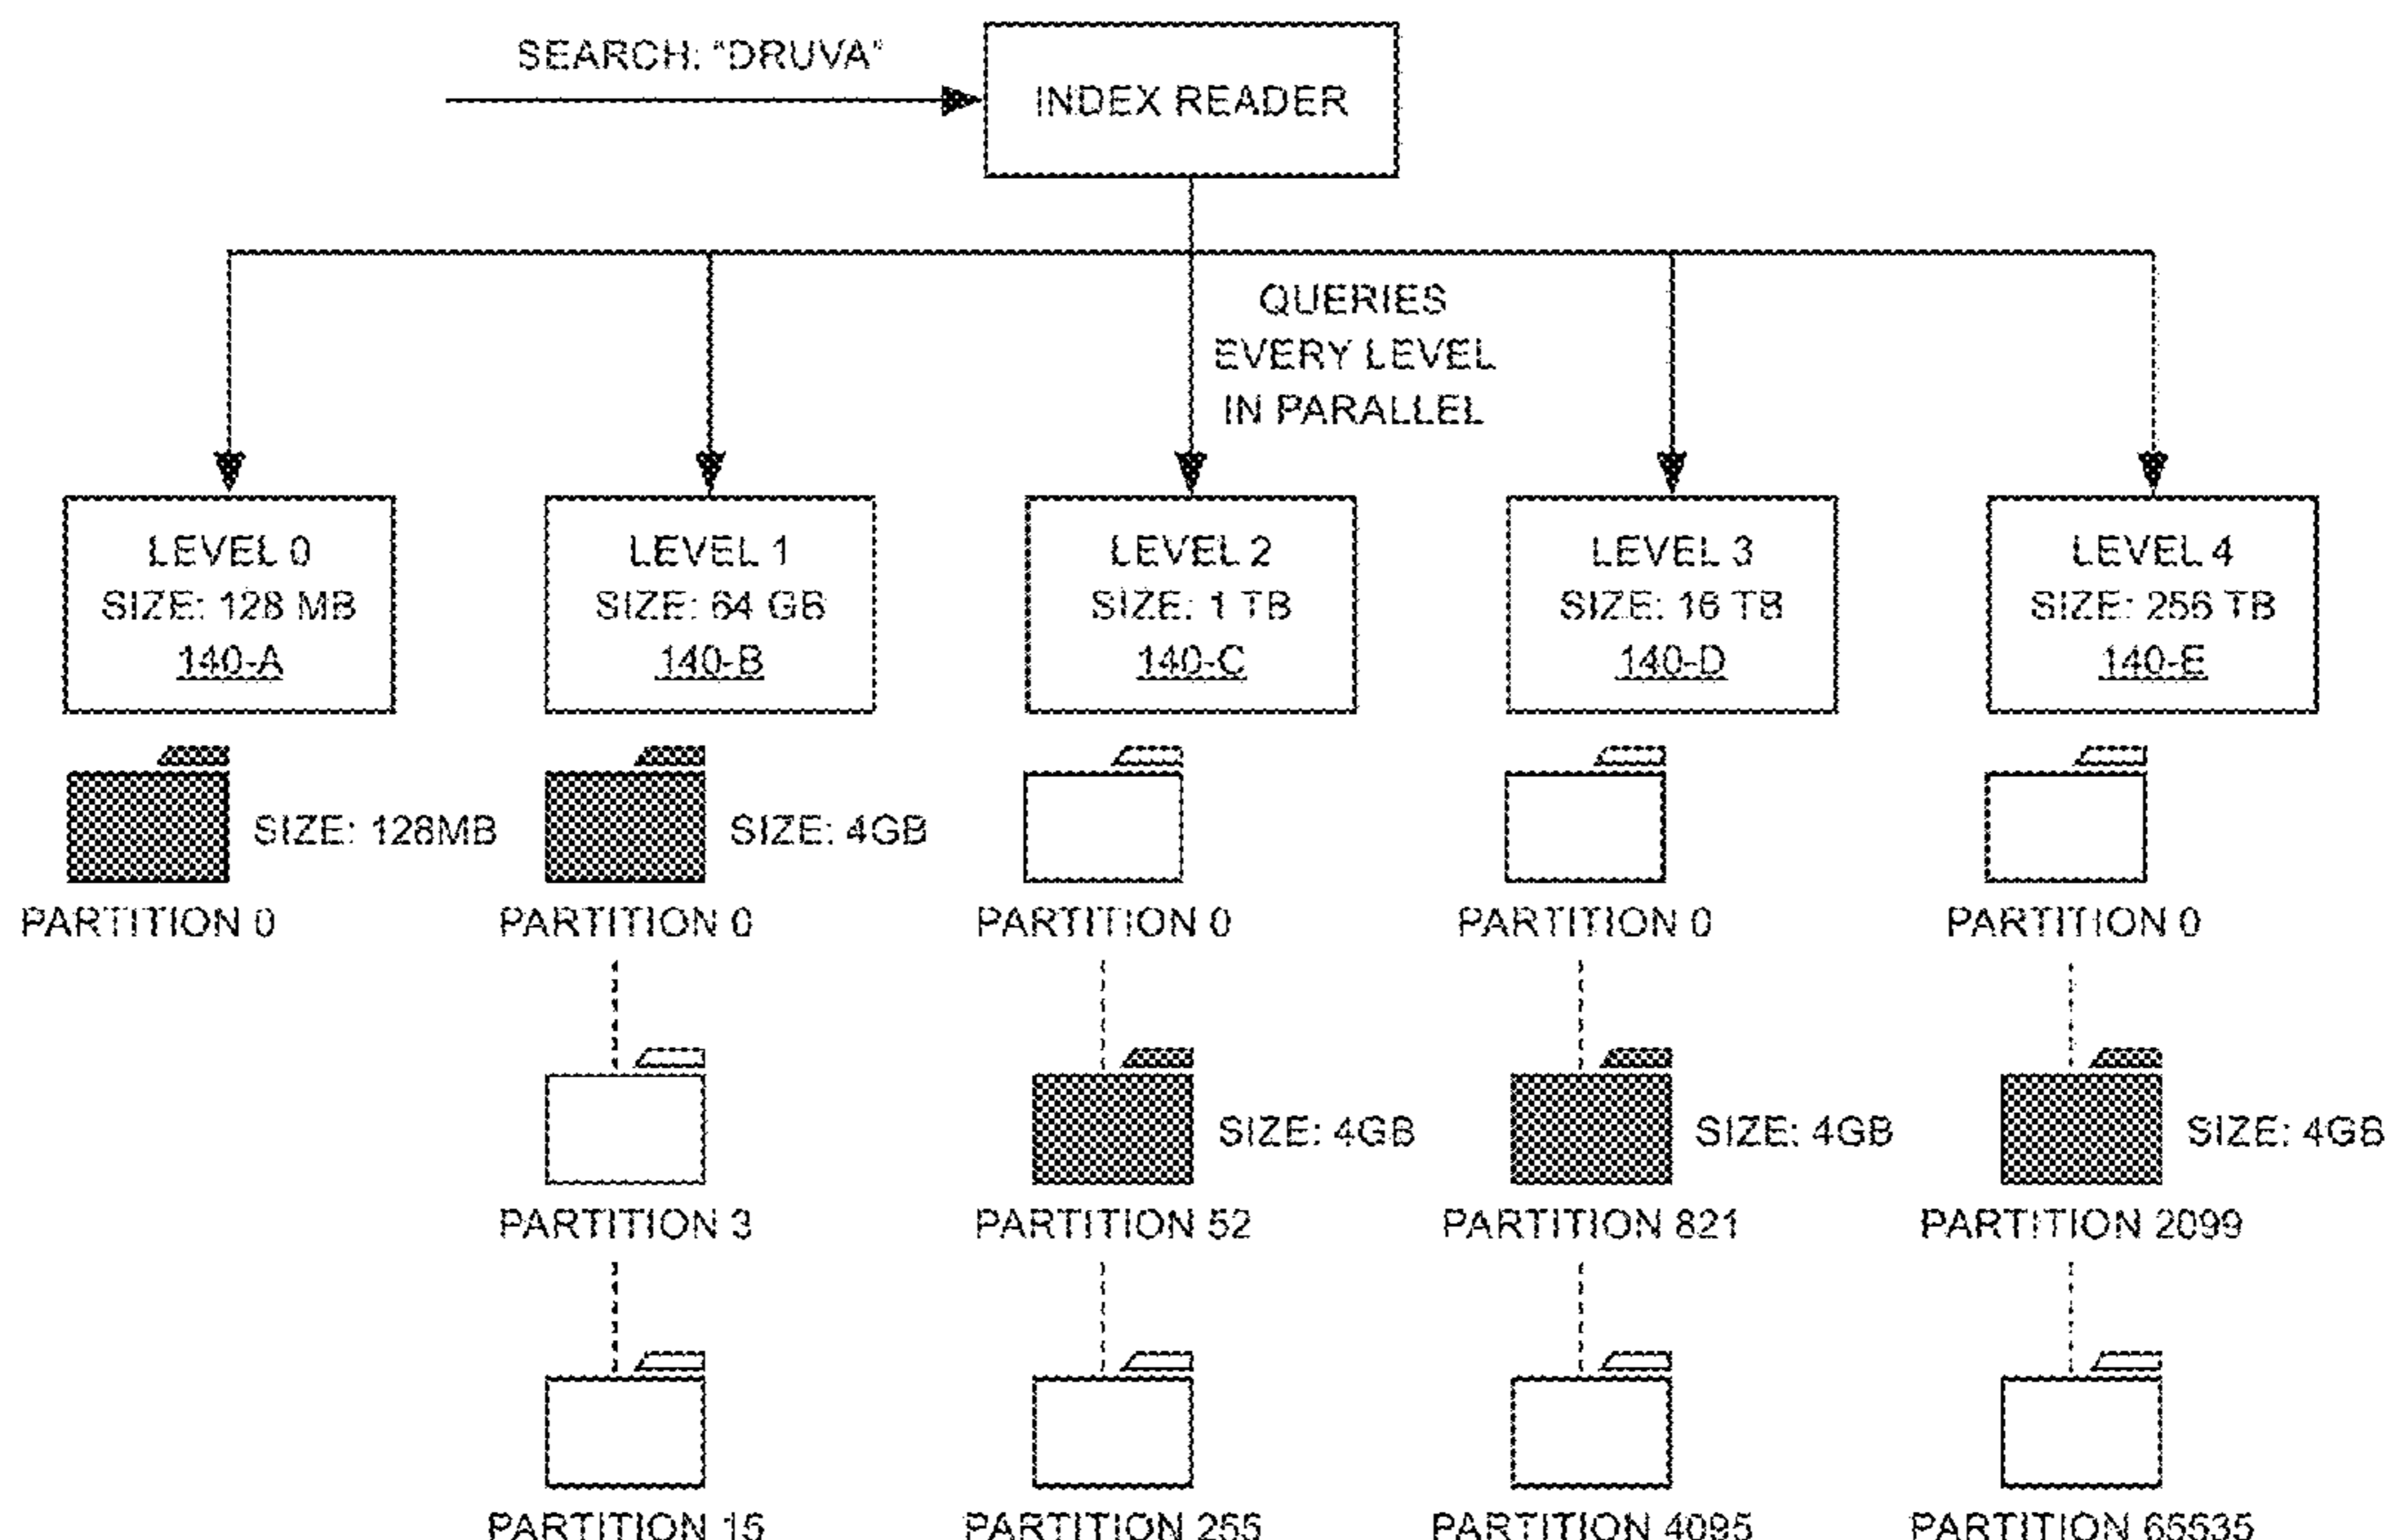 SEARCH: "DRUVA"
INDEX READER
QUERIES
EVERY LEVEL
IN PARALLEL
LEVEL 0
SIZE: 128 MB
140-A
LEVEL 1
SIZE: 64 GB
140-B
LEVEL 2
SIZE: 1 TB
140-C
LEVEL 3
SIZE: 16 TB
140-D
LEVEL 4
SIZE: 256 TB
140-E
SIZE: 128MB
SIZE: 4GB
PARTITION 0
PARTITION 0
PARTITION 0
PARTITION 0
PARTITION 0
SIZE: 4GB
SIZE: 4GB
SIZE: 4GB
PARTITION 3
PARTITION 52
PARTITION 821
PARTITION 2099
PARTITION 15
PARTITION 255
PARTITION 4095
PARTITION 65535